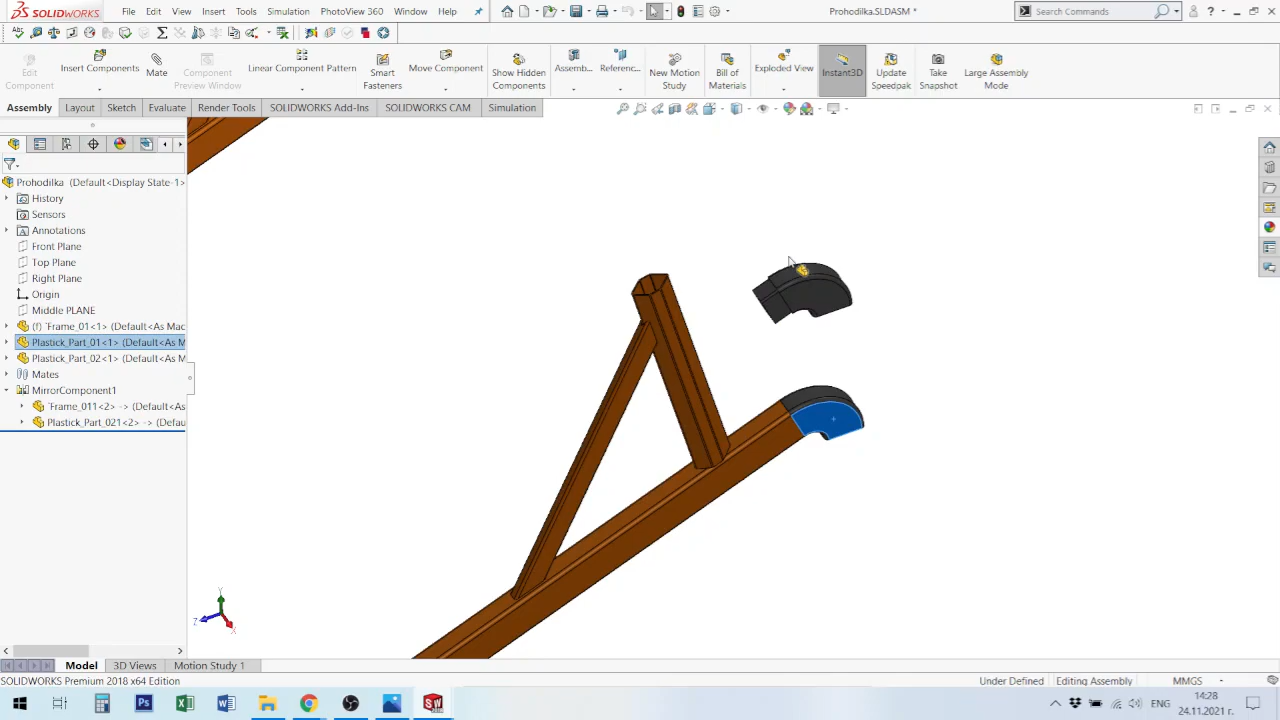 SOLIDWORKS
File
Edit
View
Insert
Tools
Simulation
PhotoView 360
Window
Help
Prohodilka.SLDASM *
Search Commands
Edit
Component
Insert Components
Mate
Component
Preview Window
Linear Component Pattern
Smart
Fasteners
Move Component
Show Hidden
Components
Assemb...
Referenc...
New Motion
Study
Bill of
Materials
Exploded View
Instant3D
Update
Speedpak
Take
Snapshot
Large Assembly
Mode
Assembly
Layout
Sketch
Evaluate
Render Tools
SOLIDWORKS Add-Ins
SOLIDWORKS CAM
Simulation
Prohodilka (Default<Display State-1>
History
Sensors
Annotations
Front Plane
Top Plane
Right Plane
Origin
Middle PLANE
(f) Frame_01<1> (Default<As Mac
Plastick_Part_01<1> (Default<As M
Plastick_Part_02<1> (Default<As M
Mates
MirrorComponent1
Frame_011<2> -> (Default<As
Plastick_Part_021<2> -> (Defau
Y
Z
X
Model
3D Views
Motion Study 1
SOLIDWORKS Premium 2018 x64 Edition
Under Defined
Editing Assembly
MMGS
ENG
14:28
24.11.2021 г.